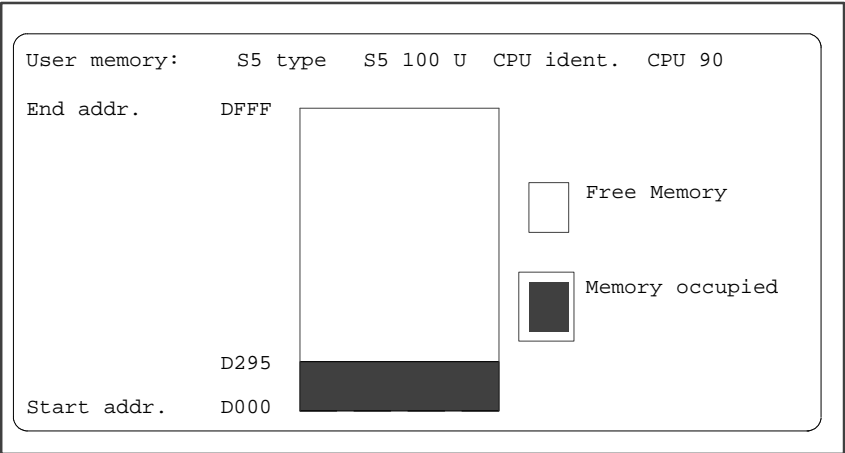 User memory: S5 type S5 100 U CPU ident. CPU 90
End addr. DFFF
Free Memory
Memory occupied
D295
Start addr. D000